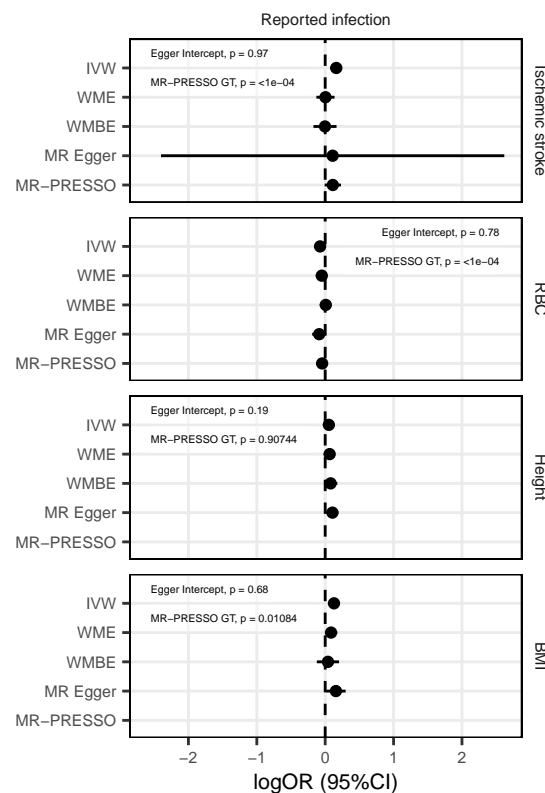 Reported infection
Egger Intercept, p = 0.97
MR−PRESSO GT, p = <1e−04
IVW
WME
WMBE
MR Egger
MR−PRESSO
Ischemic stroke
Egger Intercept, p = 0.78
MR−PRESSO GT, p = <1e−04
IVW
WME
WMBE
MR Egger
MR−PRESSO
RBC
Egger Intercept, p = 0.19
MR−PRESSO GT, p = 0.90744
IVW
WME
WMBE
MR Egger
MR−PRESSO
Height
Egger Intercept, p = 0.68
MR−PRESSO GT, p = 0.01084
IVW
WME
WMBE
MR Egger
MR−PRESSO
BMI
−2 −1 0 1 2
logOR (95%CI)